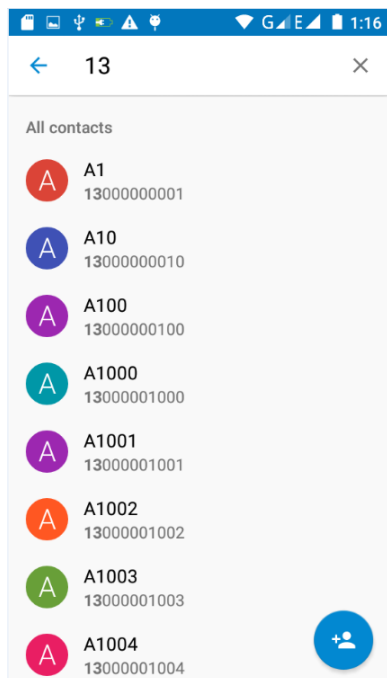 G E 1:16
13
All contacts
A A1
13000000001
A A10
13000000010
A A100
13000000100
A A1000
13000001000
A A1001
13000001001
A A1002
13000001002
A A1003
13000001003
A A1004
13000001004